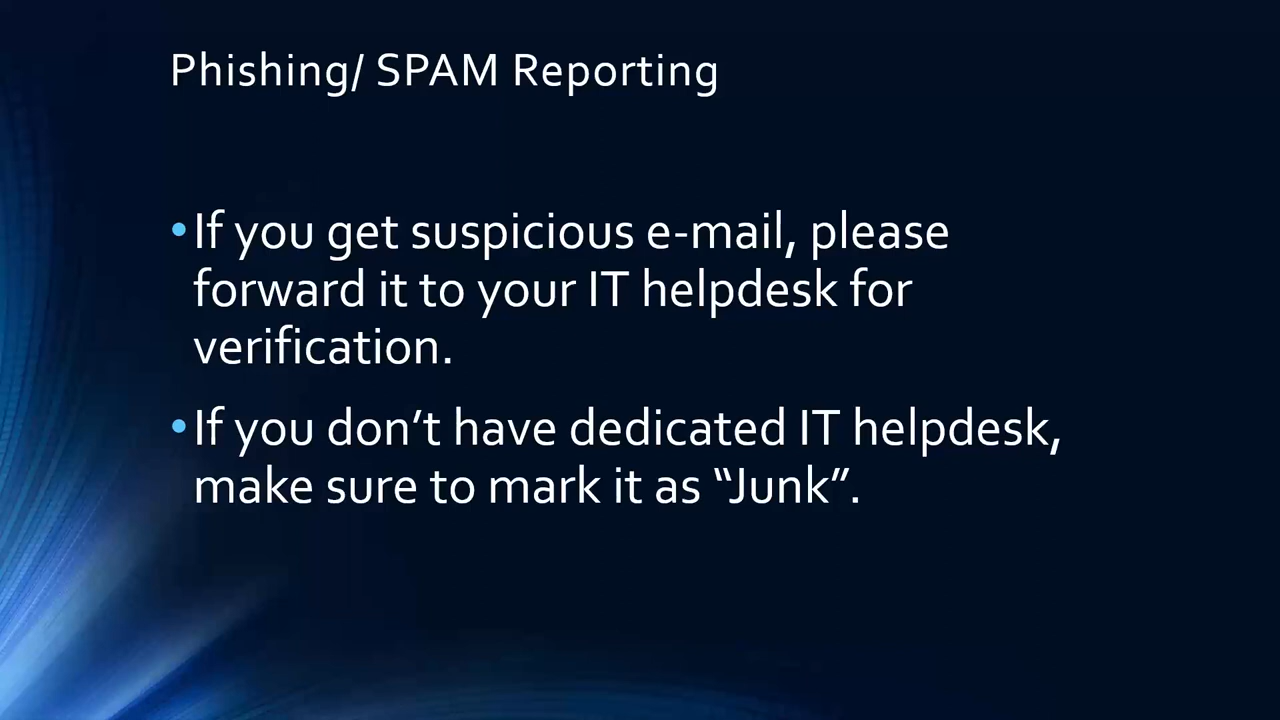 Phishing/ SPAM Reporting
•If you get suspicious e-mail, please
forward it to your IT helpdesk for
verification.
•If you don’t have dedicated IT helpdesk,
make sure to mark it as “Junk”.